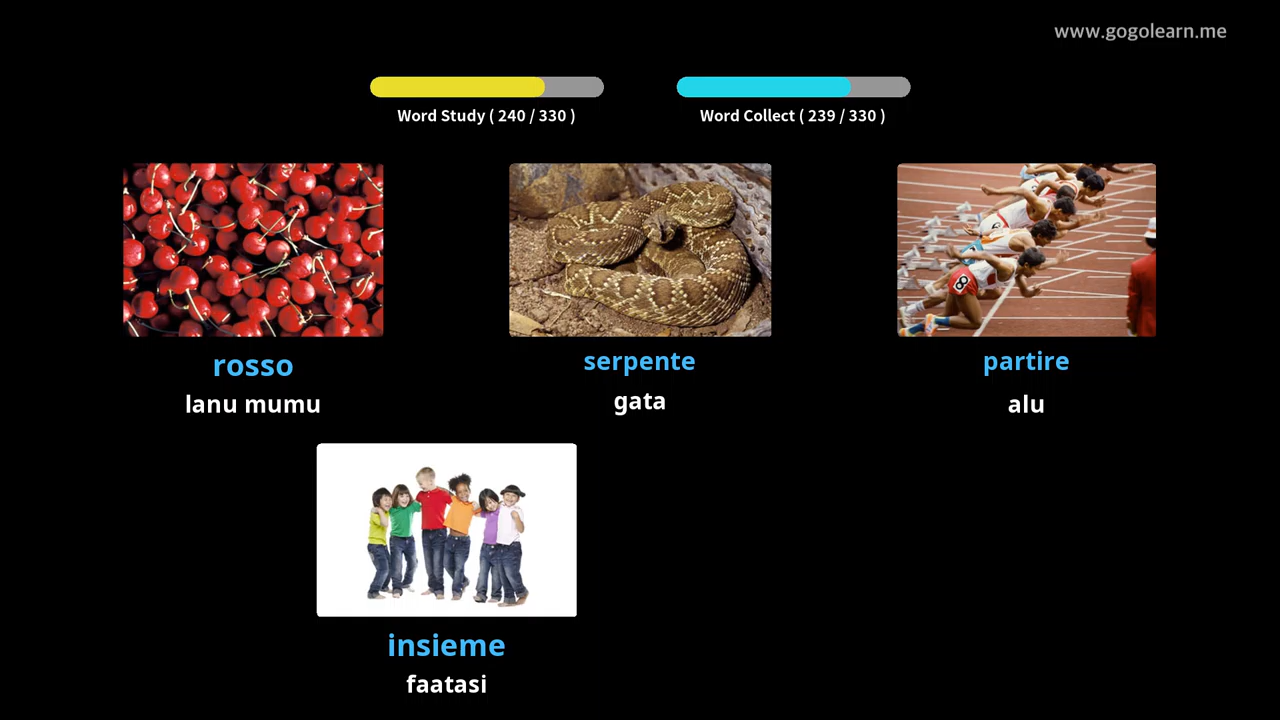 www.gogolearn.me
Word Study ( 240 / 330 )
Word Collect ( 239 / 330 )
rosso
lanu mumu
serpente
gata
partire
alu
8
insieme
faatasi